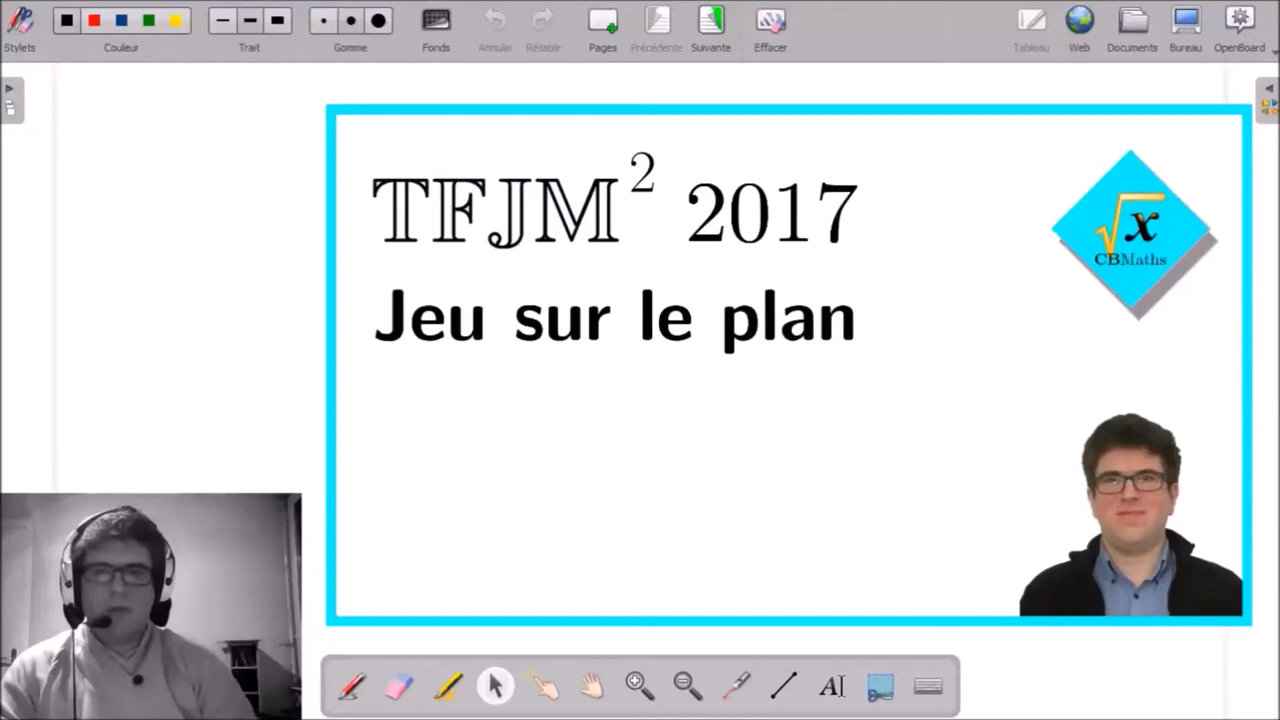 Stylets
Couleur
Trait
Gomme
Fonds
Annuler
Rétablir
Pages
Précédente
Suivante
Effacer
Tableau
Web
Documents
Bureau
OpenBoard
TFJM² 2017
Jeu sur le plan
√x
CBMaths
AI